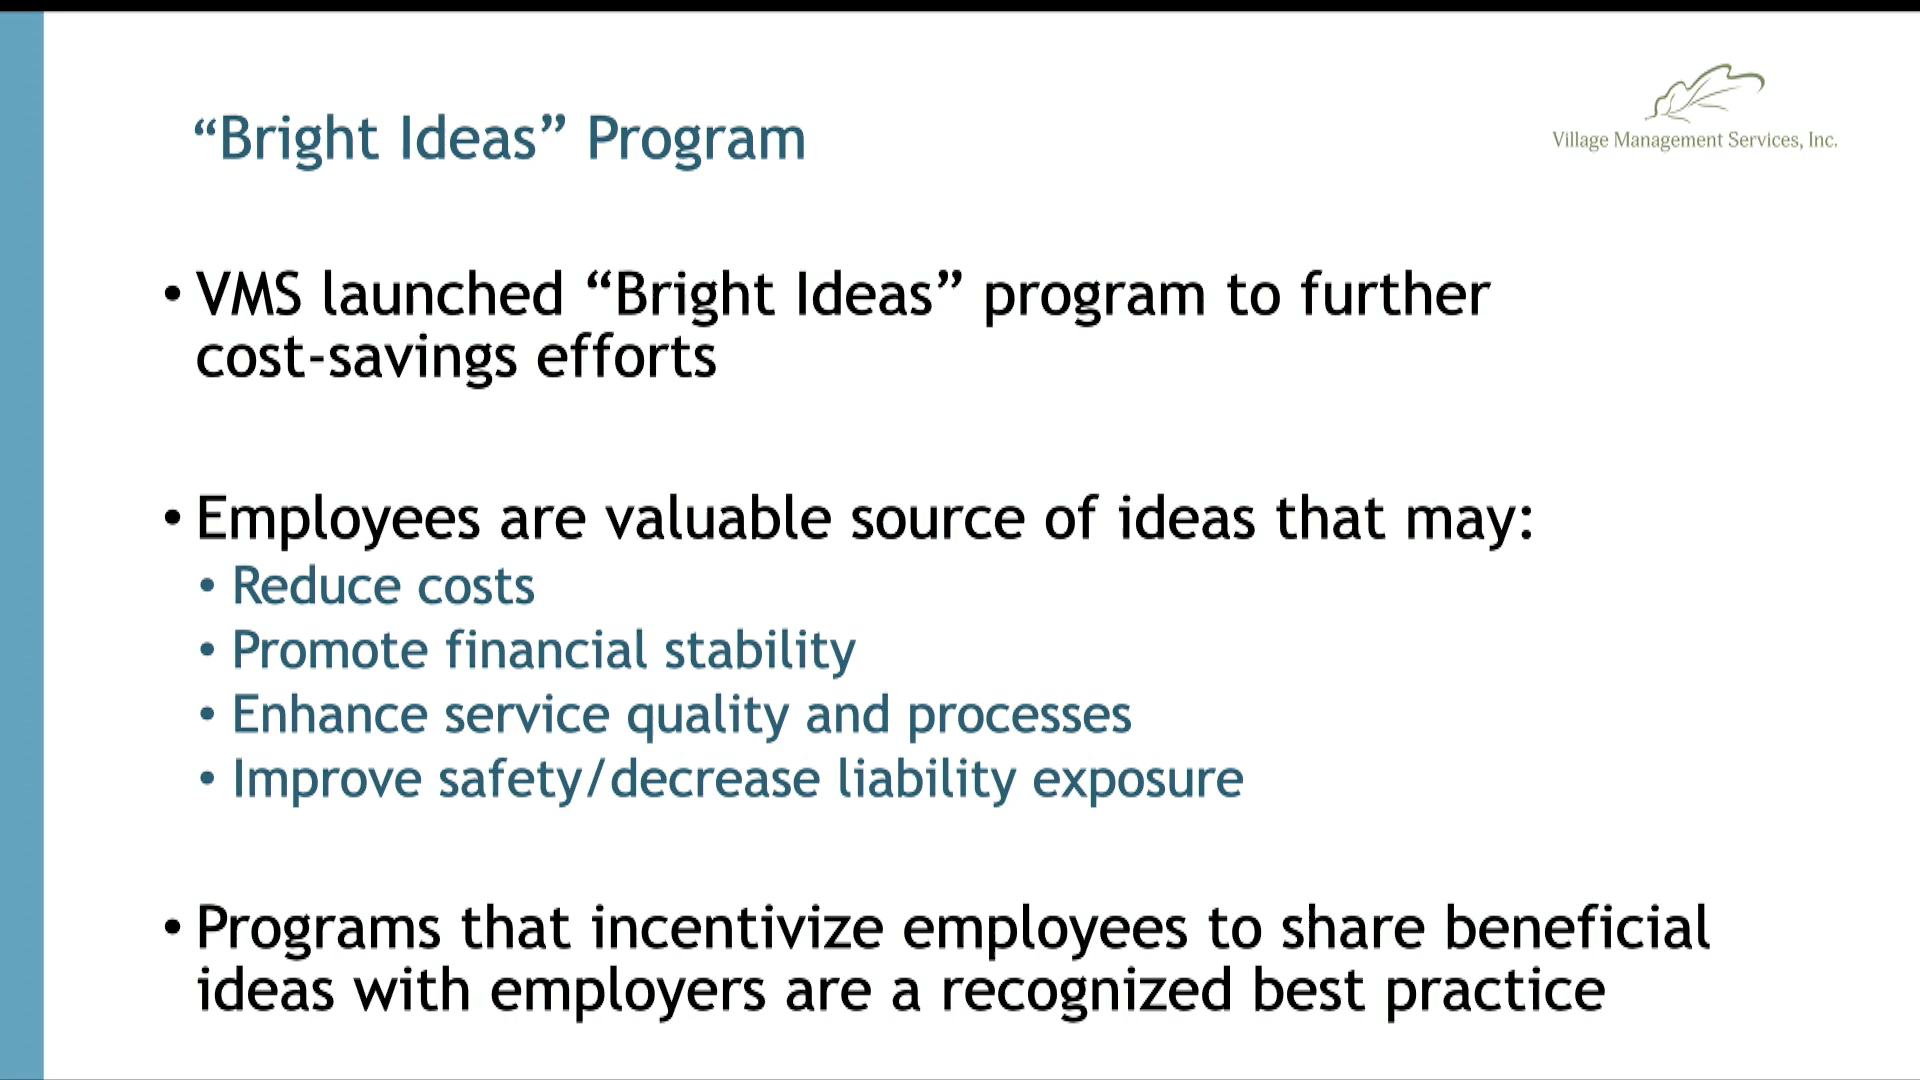 “Bright Ideas” Program
Village Management Services, Inc.
• VMS launched “Bright Ideas” program to further
cost-savings efforts
• Employees are valuable source of ideas that may:
• Reduce costs
• Promote financial stability
• Enhance service quality and processes
• Improve safety/decrease liability exposure
• Programs that incentivize employees to share beneficial
ideas with employers are a recognized best practice